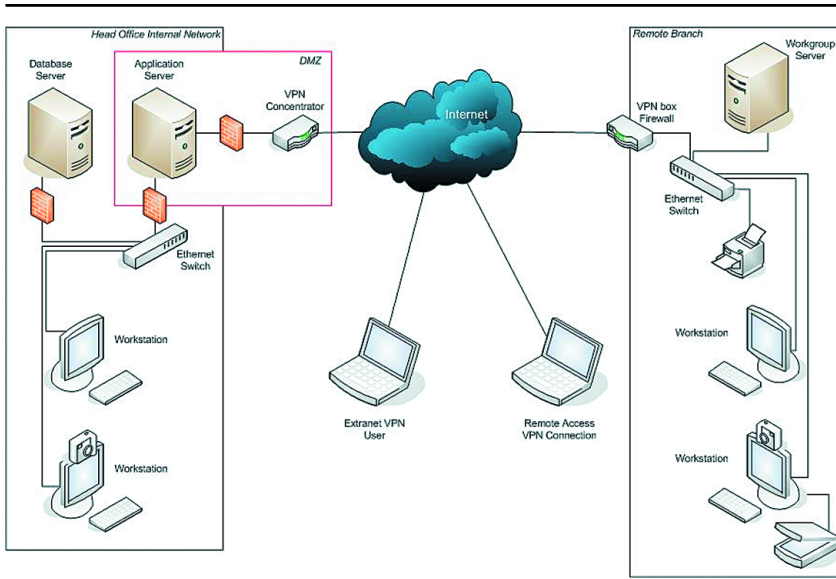 Head Office Internal Network
Database
Server
Application
Server
DMZ
VPN
Concentrator
Internet
Remote Branch
Workgroup
Server
VPN box
Firewall
Ethernet
Switch
Ethernet
Switch
Workstation
Workstation
Extranet VPN
User
Remote Access
VPN Connection
Workstation
Workstation